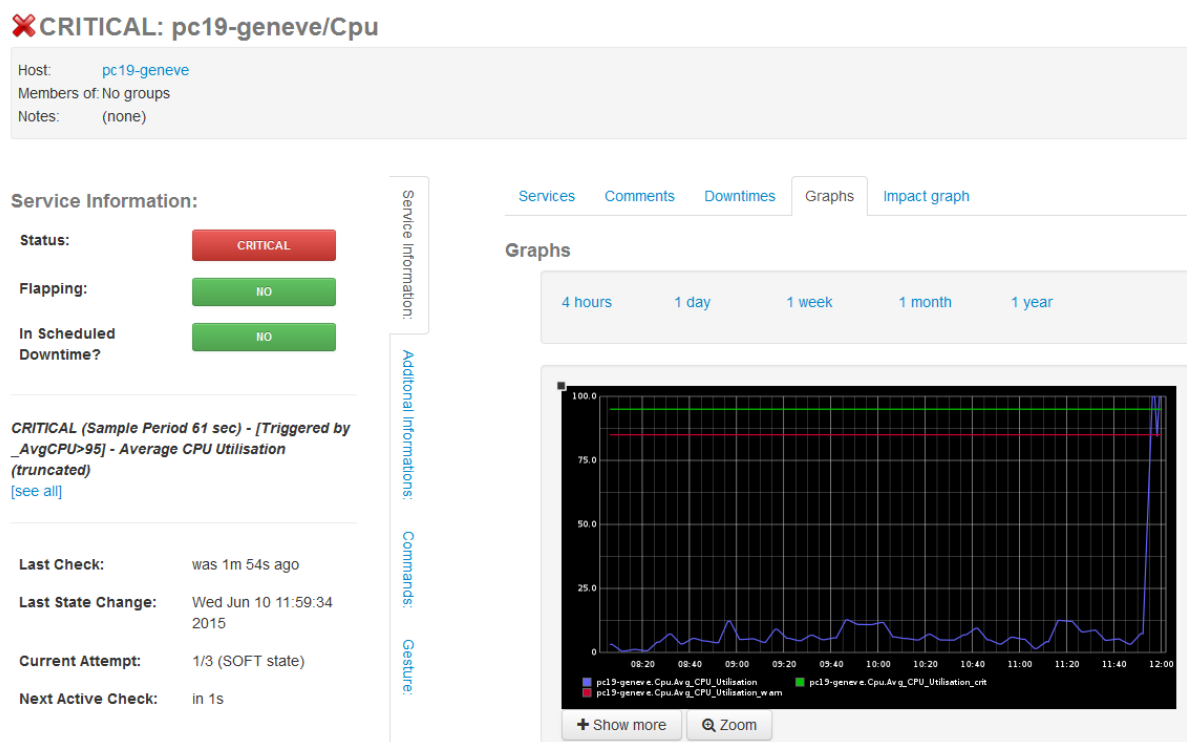 CRITICAL: pc19-geneve/Cpu
Host: pc19-geneve
Members of: No groups
Notes: (none)
Service Information:
Status: CRITICAL
Flapping: NO
In Scheduled
Downtime? NO
CRITICAL (Sample Period 61 sec) - [Triggered by
_AvgCPU>95] - Average CPU Utilisation
(truncated)
[see all]
Last Check: was 1m 54s ago
Last State Change: Wed Jun 10 11:59:34
2015
Current Attempt: 1/3 (SOFT state)
Next Active Check: in 1s
Service Information:
Additonal Informations:
Commands:
Gesture:
Services Comments Downtimes Graphs Impact graph
Graphs
4 hours 1 day 1 week 1 month 1 year
100.0
75.0
50.0
25.0
0
08:20 08:40 09:00 09:20 09:40 10:00 10:20 10:40 11:00 11:20 11:40 12:00
pc19-geneve.Cpu.Avg_CPU_Utilisation pc19-geneve.Cpu.Avg_CPU_Utilisation_crit
pc19-geneve.Cpu.Avg_CPU_Utilisation_warn
Show more Zoom